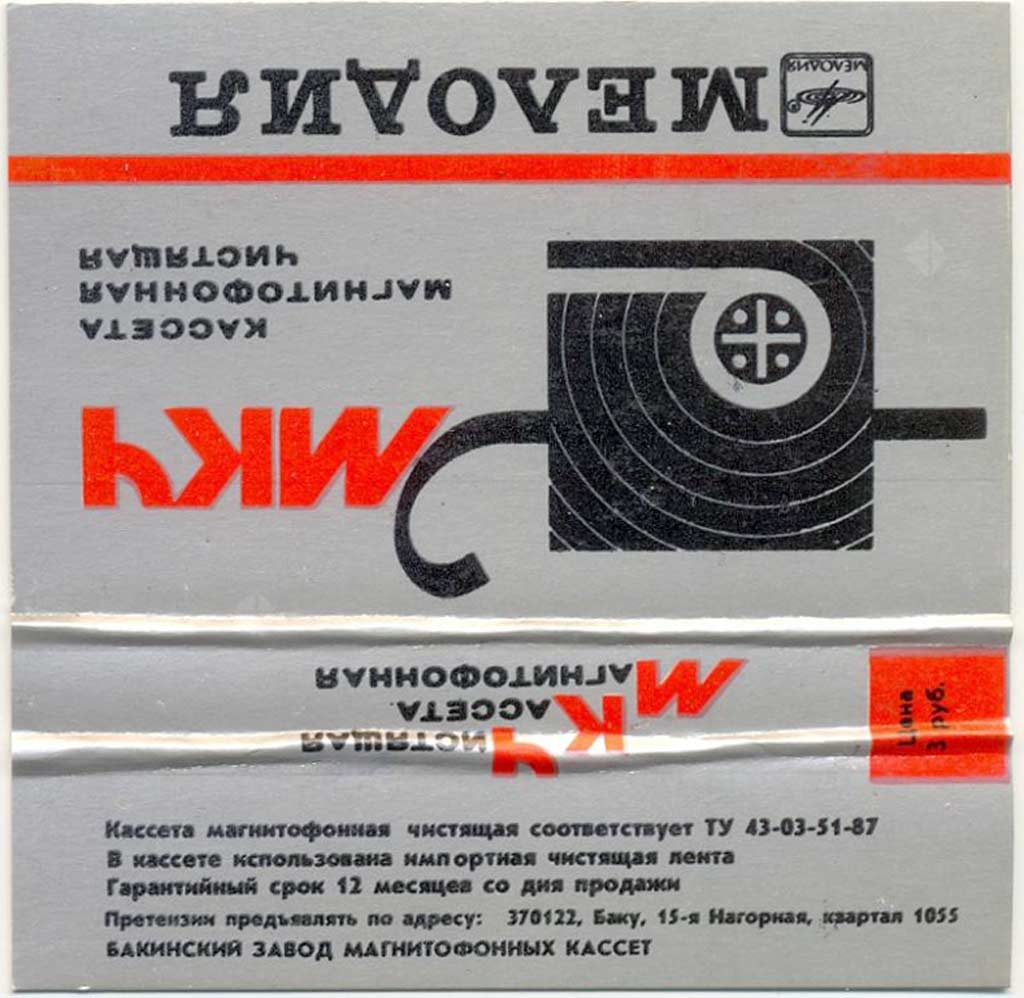 МКЧ
КАССЕТА
МАГНИТОФОННАЯ
ЧИСТЯЩАЯ
МЕЛОДИЯ
МЕЛОДИЯ
ЧИСТЯЩАЯ
КАССЕТА
МАГНИТОФОННАЯ
Цена
3 руб.
Кассета магнитофонная чистящая соответствует ТУ 43-03-51-87
В кассете использована импортная чистящая лента
Гарантийный срок 12 месяцев со дня продажи
Претензии предъявлять по адресу: 370122, Баку, 15-я Нагорная, квартал 1055
БАКИНСКИЙ ЗАВОД МАГНИТОФОННЫХ КАССЕТ